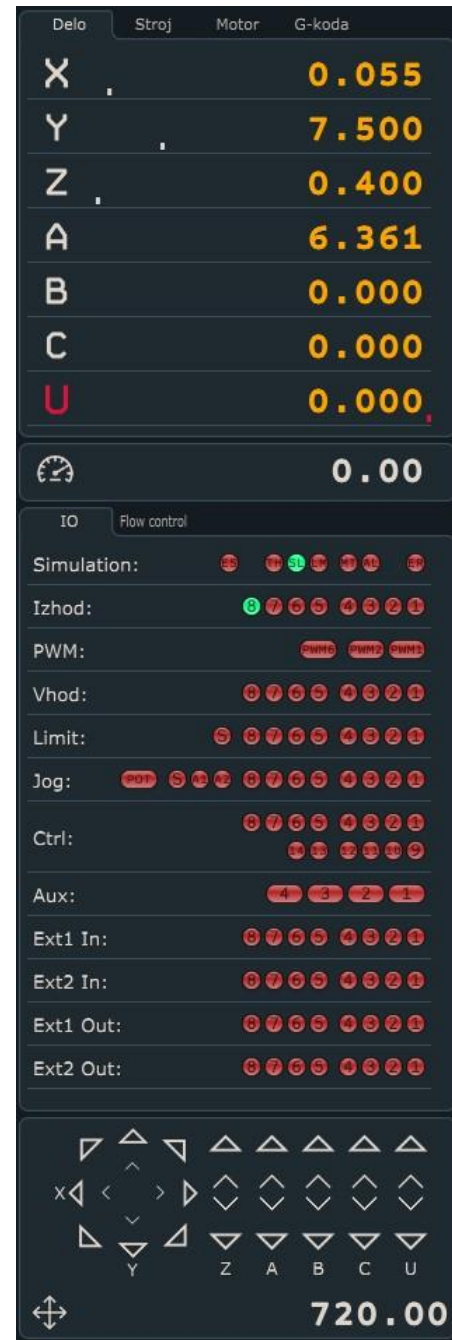 Delo Stroj Motor G-koda
X 0.055
Y 7.500
Z 0.400
A 6.361
B 0.000
C 0.000
U 0.000
0.00
IO Flow control
Simulation: ES TH SL LM MT AL ER
Izhod: 8 7 6 5 4 3 2 1
PWM: PWM6 PWM2 PWM1
Vhod: 8 7 6 5 4 3 2 1
Limit: S 8 7 6 5 4 3 2 1
Jog: POT S A1 A2 8 7 6 5 4 3 2 1
Ctrl: 8 7 6 5 4 3 2 1
14 13 12 11 10 9
Aux: 4 3 2 1
Ext1 In: 8 7 6 5 4 3 2 1
Ext2 In: 8 7 6 5 4 3 2 1
Ext1 Out: 8 7 6 5 4 3 2 1
Ext2 Out: 8 7 6 5 4 3 2 1
X
Y Z A B C U
720.00